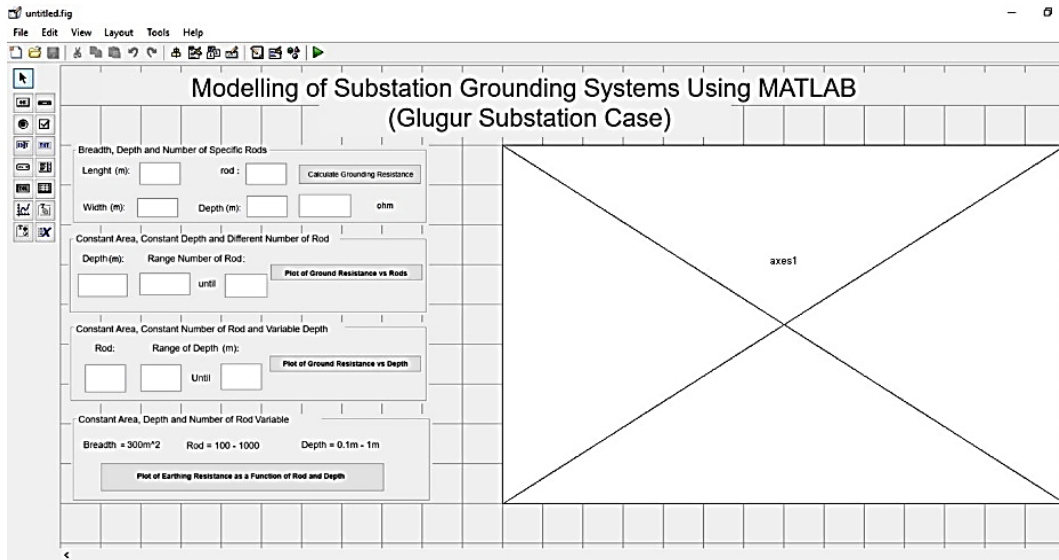 untitled.fig
File Edit View Layout Tools Help
Modelling of Substation Grounding Systems Using MATLAB
(Glugur Substation Case)
Breadth, Depth and Number of Specific Rods
Lenght (m): rod : Calculate Grounding Resistance
Width (m): Depth (m): ohm
Constant Area, Constant Depth and Different Number of Rod
Depth(m): Range Number of Rod:
until Plot of Ground Resistance vs Rods
Constant Area, Constant Number of Rod and Variable Depth
Rod: Range of Depth (m):
Until Plot of Ground Resistance vs Depth
Constant Area, Depth and Number of Rod Variable
Breadth = 300m^2 Rod = 100 - 1000 Depth = 0.1m - 1m
Plot of Earthing Resistance as a Function of Rod and Depth
axes1